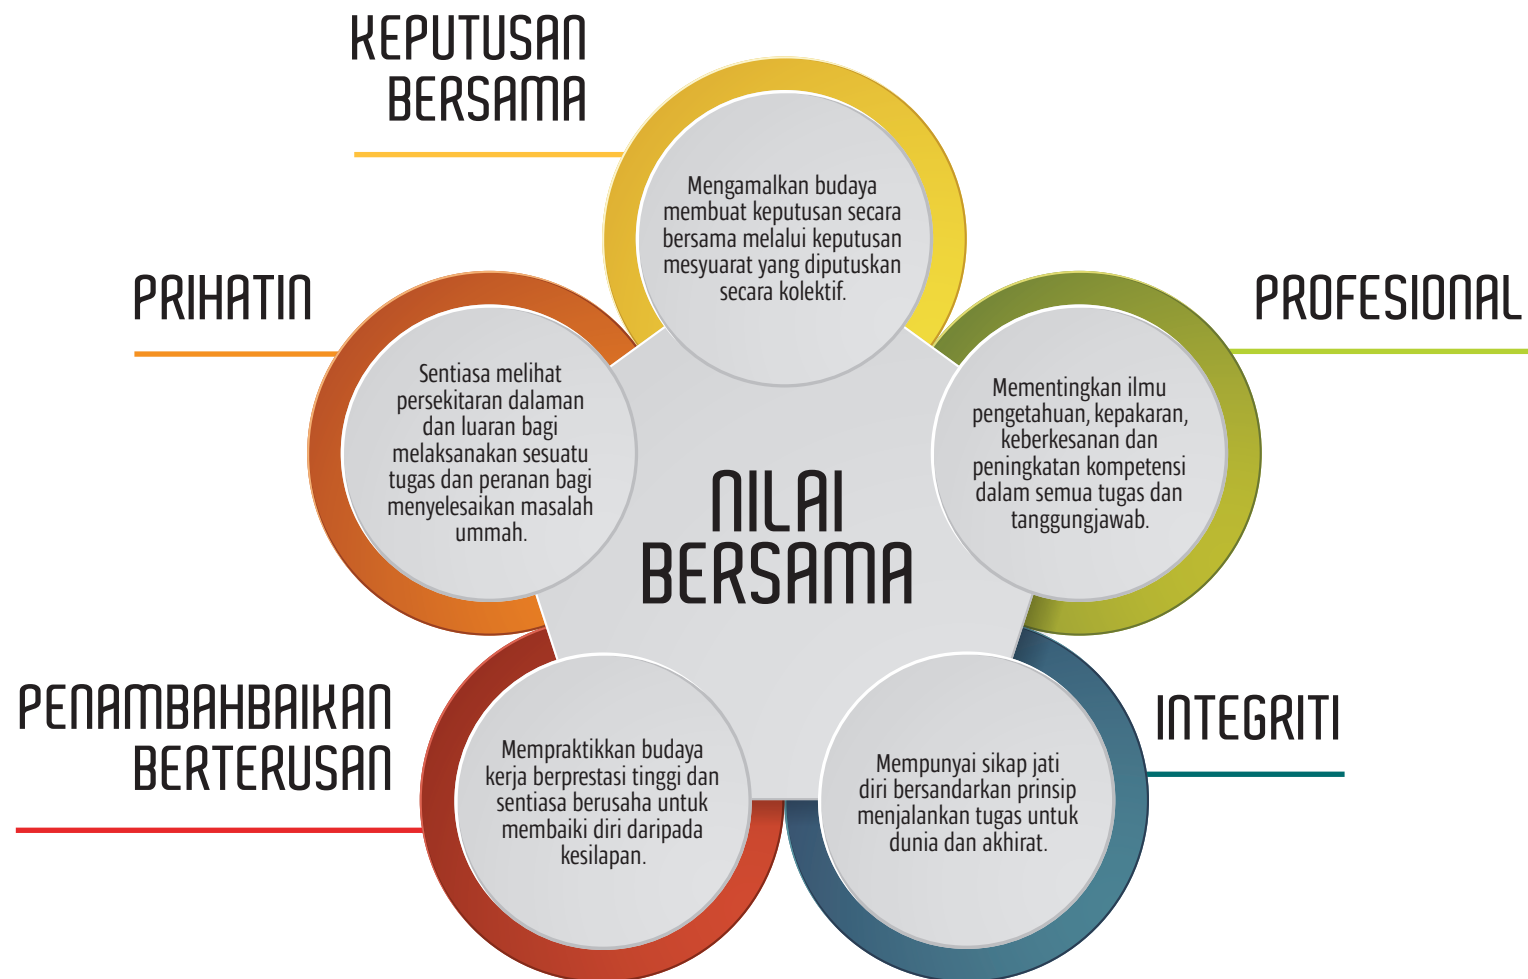 KEPUTUSAN
BERSAMA
Mengamalkan budaya
membuat keputusan secara
bersama melalui keputusan
mesyuarat yang diputuskan
secara kolektif.
PRIHATIN
Sentiasa melihat
persekitaran dalaman
dan luaran bagi
melaksanakan sesuatu
tugas dan peranan bagi
menyelesaikan masalah
ummah.
PROFESIONAL
Mementingkan ilmu
pengetahuan, kepakaran,
keberkesanan dan
peningkatan kompetensi
dalam semua tugas dan
tanggungjawab.
NILAI
BERSAMA
PENAMBAHBAIKAN
BERTERUSAN
Mempraktikkan budaya
kerja berprestasi tinggi dan
sentiasa berusaha untuk
membaiki diri daripada
kesilapan.
INTEGRITI
Mempunyai sikap jati
diri bersandarkan prinsip
menjalankan tugas untuk
dunia dan akhirat.